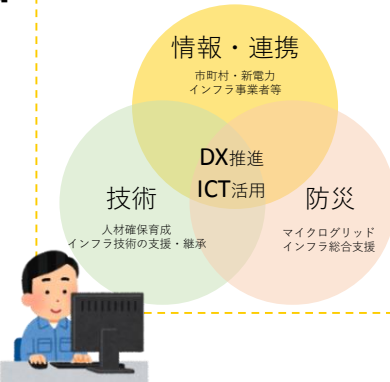 情報・連携
市町村・新電力
インフラ事業者等
DX推進
ICT活用
技術
人材確保育成
インフラ技術の支援・継承
防災
マイクログリッド
インフラ総合支援